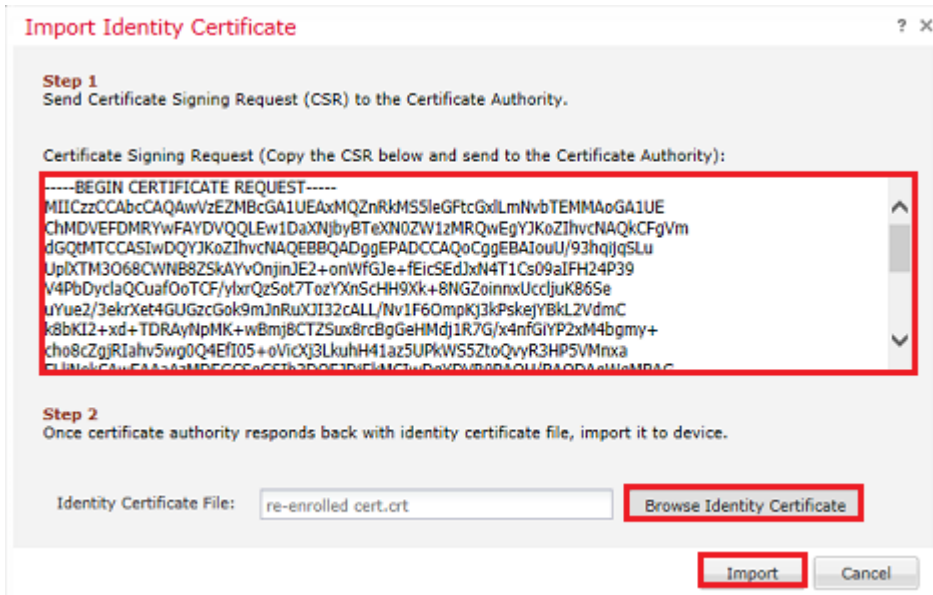 Import Identity Certificate ? ×
Step 1
Send Certificate Signing Request (CSR) to the Certificate Authority.
Certificate Signing Request (Copy the CSR below and send to the Certificate Authority):
-----BEGIN CERTIFICATE REQUEST-----
MIICzzCCAbcCAQAwVzEZMBcGA1UEAxMQZnRkMS5leGFtcGxlLmNvbTEMMAoGA1UE
ChMDVEFDMRYwFAYDVQQLEw1DaXNjbyBTeXN0ZW1zMRQwEgYJKoZIhvcNAQkCFgVm
dGQtMTCCASIwDQYJKoZIhvcNAQEBBQADggEPADCCAQoCggEBAIouU/93hqiJqSLu
UplXTM3O68CWNB8ZSkAYvOnjinJE2+onWfGJe+fEicSEdJxN4T1Cs09aIFH24P39
V4PbDyclaQCuafOoTCF/ylxrQzSot7TozYXnScHH9Xk+8NGZoinnxUccljuK86Se
uYue2/3ekrXet4GUGzcGok9mJnRuXJI32cALL/Nv1F6OmpKj3kPskejYBkL2VdmC
k8bKI2+xd+TDRAyNpMK+wBmj8CTZSux8rcBgGeHMdj1R7G/x4nfGiYP2xM4bgmy+
cho8cZgjRIahv5wg0Q4EfI05+oVicXj3LkuhH41az5UPkWS5ZtoQvyR3HP5VMnxa
Step 2
Once certificate authority responds back with identity certificate file, import it to device.
Identity Certificate File: re-enrolled cert.crt Browse Identity Certificate
Import Cancel